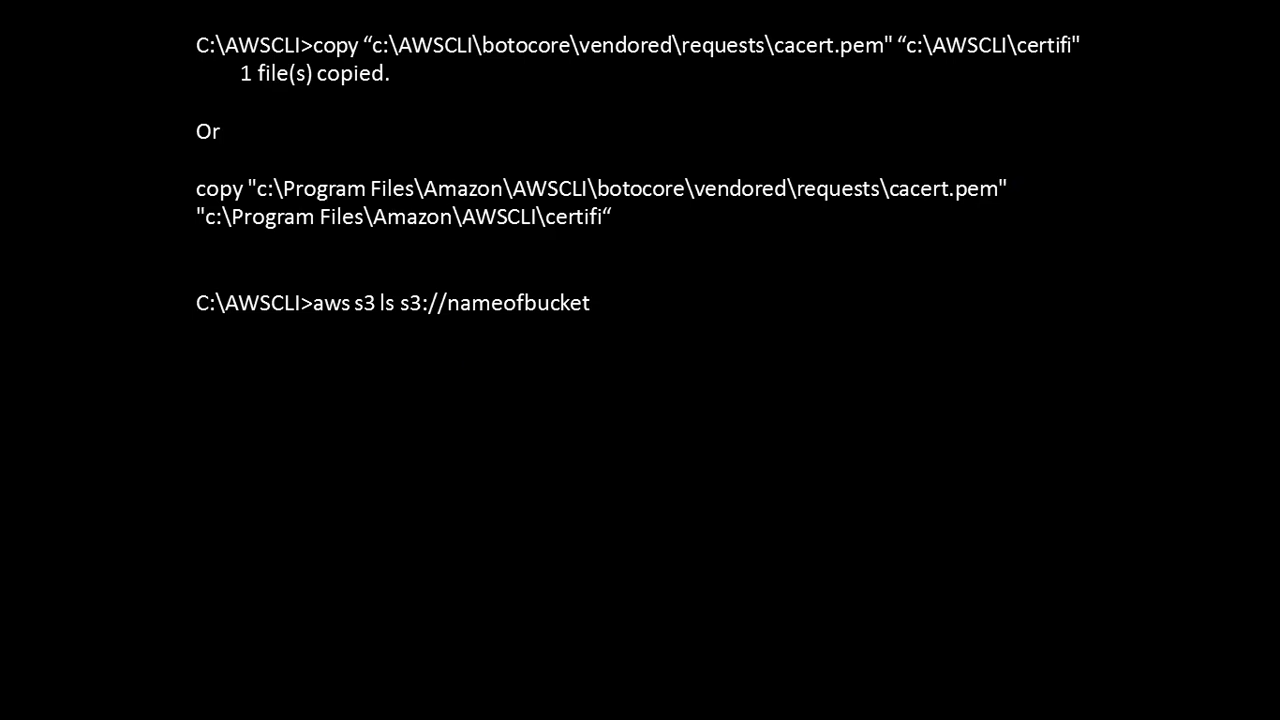 C:\AWSCLI>copy “c:\AWSCLI\botocore\vendored\requests\cacert.pem" “c:\AWSCLI\certifi"
1 file(s) copied.
Or
copy "c:\Program Files\Amazon\AWSCLI\botocore\vendored\requests\cacert.pem"
"c:\Program Files\Amazon\AWSCLI\certifi“
C:\AWSCLI>aws s3 ls s3://nameofbucket